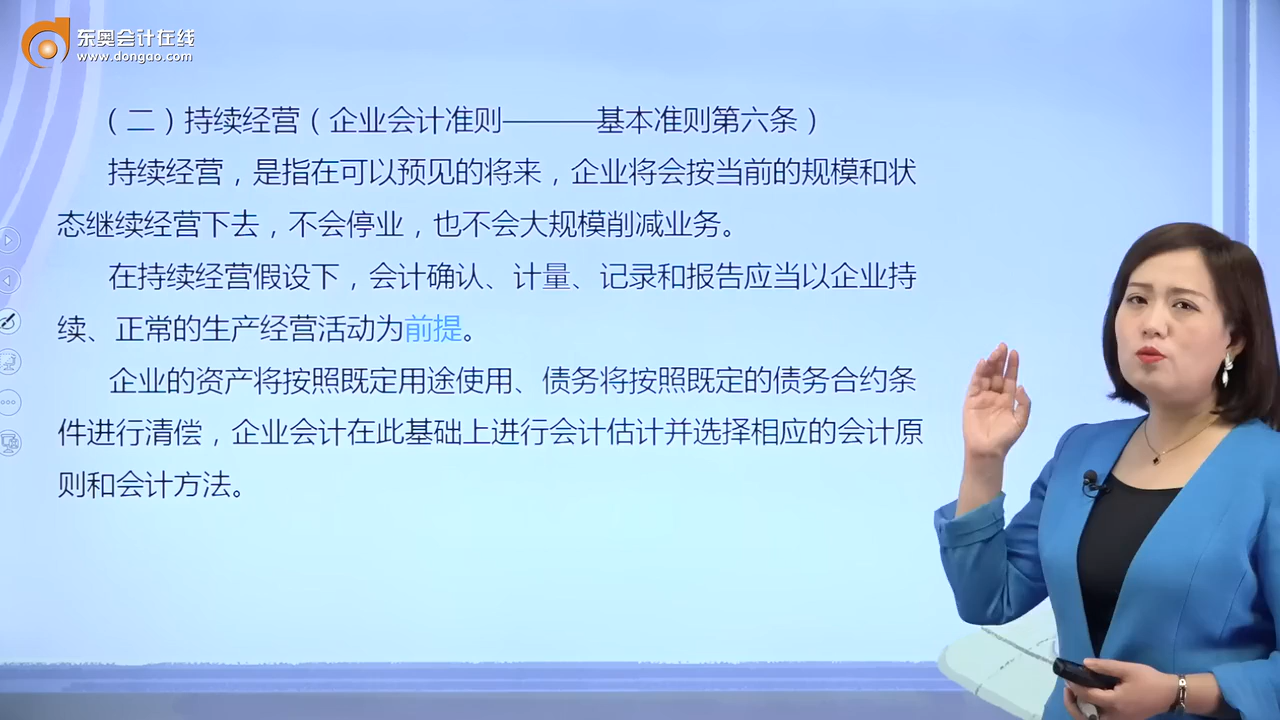 东奥会计在线
www.dongao.com
（二）持续经营（企业会计准则———基本准则第六条）
持续经营，是指在可以预见的将来，企业将会按当前的规模和状
态继续经营下去，不会停业，也不会大规模削减业务。
在持续经营假设下，会计确认、计量、记录和报告应当以企业持
续、正常的生产经营活动为前提。
企业的资产将按照既定用途使用、债务将按照既定的债务合约条
件进行清偿，企业会计在此基础上进行会计估计并选择相应的会计原
则和会计方法。